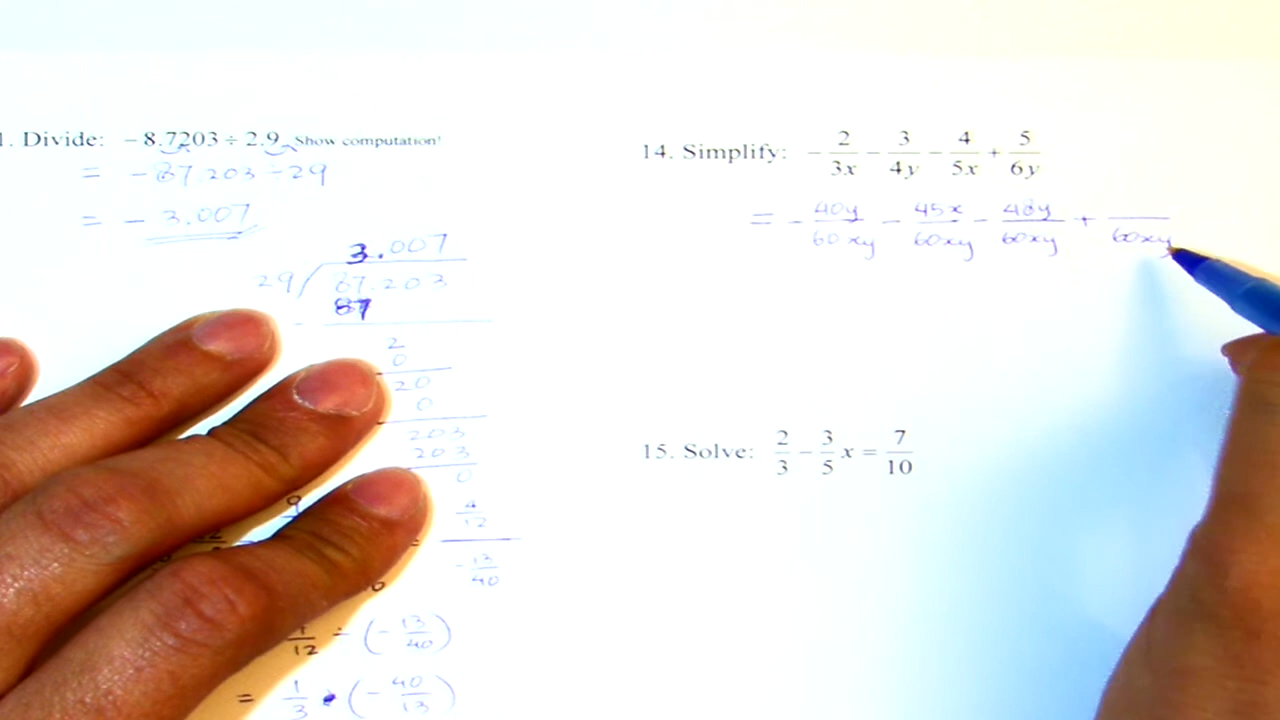 1. Divide: − 8.7203 ÷ 2.9 Show computation!
= − 87.203 ÷ 29
= − 3.007
3.007
29 87.203
− 87
2
0
20
0
203
203
0
9
4/12
=
−13/40
1/12 ÷ (−13/40)
= 1/3 • (−40/13)
14. Simplify: −2/3x − 3/4y − 4/5x + 5/6y
= − 40y/60xy − 45x/60xy − 48y/60xy + /60xy
15. Solve: 2/3 − 3/5 x = 7/10